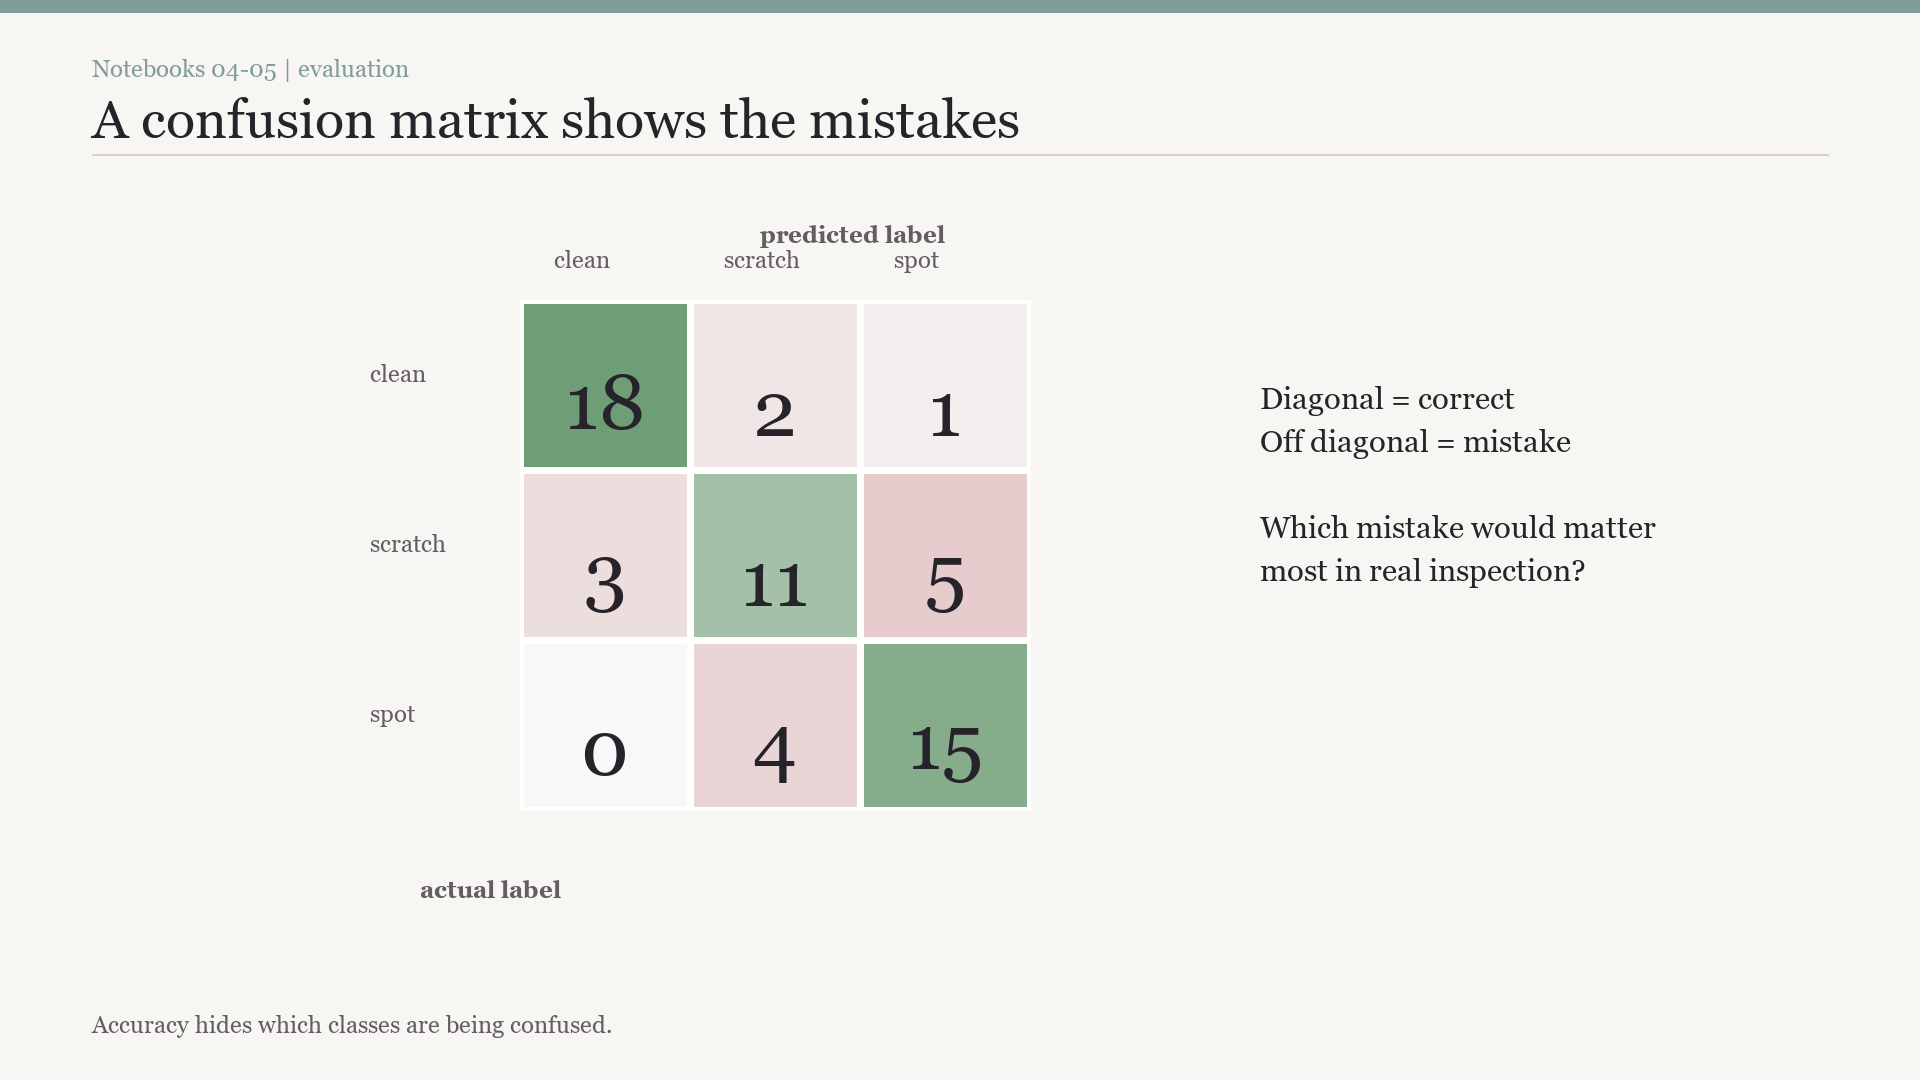 Notebooks 04-05 | evaluation
A confusion matrix shows the mistakes
predicted label
clean scratch spot
clean 18 2 1
scratch 3 11 5
spot 0 4 15
actual label
Diagonal = correct
Off diagonal = mistake
Which mistake would matter
most in real inspection?
Accuracy hides which classes are being confused.